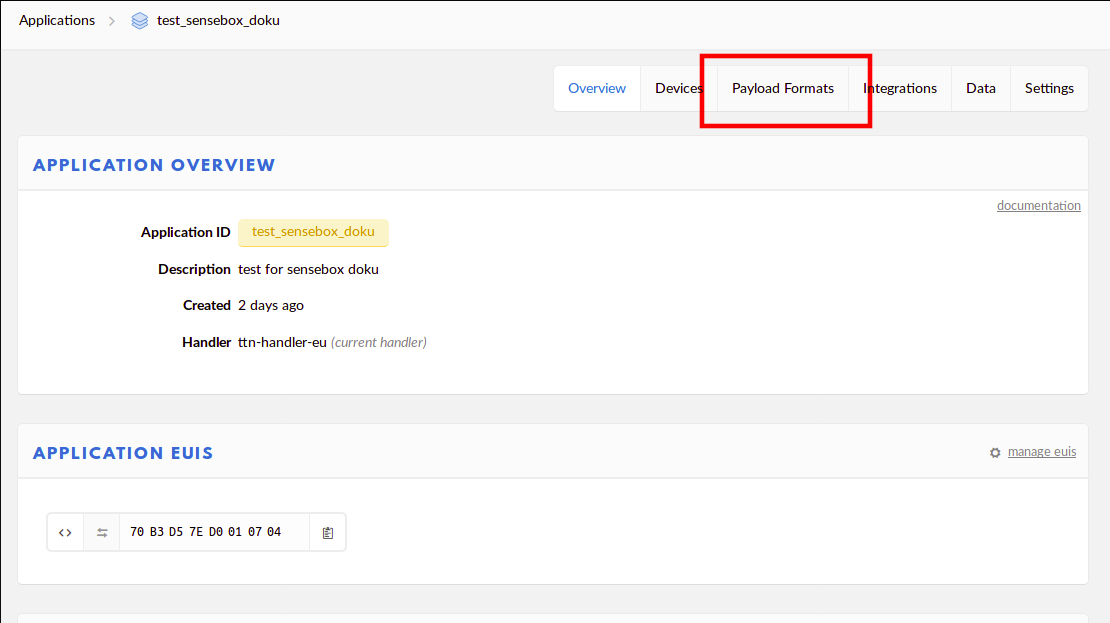 Applications > test_sensebox_doku
Overview Devices Payload Formats Integrations Data Settings
APPLICATION OVERVIEW
documentation
Application ID test_sensebox_doku
Description test for sensebox doku
Created 2 days ago
Handler ttn-handler-eu (current handler)
APPLICATION EUIS
manage euis
<> 70 B3 D5 7E D0 01 07 04